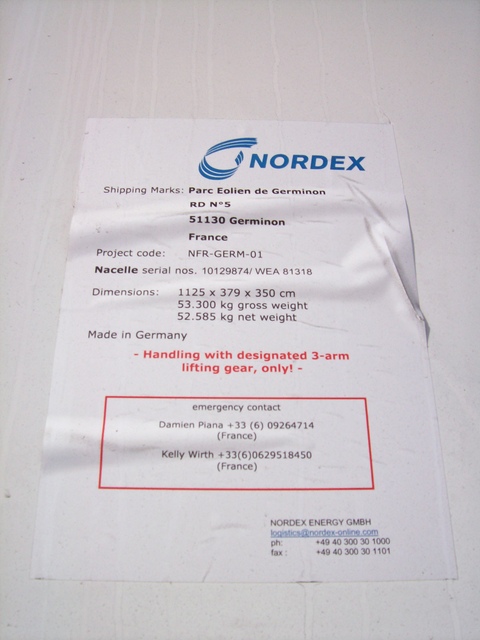 NORDEX
Shipping Marks: Parc Eolien de Germinon
RD N°5
51130 Germinon
France
Project code: NFR-GERM-01
Nacelle serial nos. 10129874/ WEA 81318
Dimensions: 1125 x 379 x 350 cm
53.300 kg gross weight
52.585 kg net weight
Made in Germany
- Handling with designated 3-arm
lifting gear, only! -
emergency contact
Damien Piana +33 (6) 09264714
(France)
Kelly Wirth +33(6)0629518450
(France)
NORDEX ENERGY GMBH
logistics@nordex-online.com
ph: +49 40 300 30 1000
fax : +49 40 300 30 1101